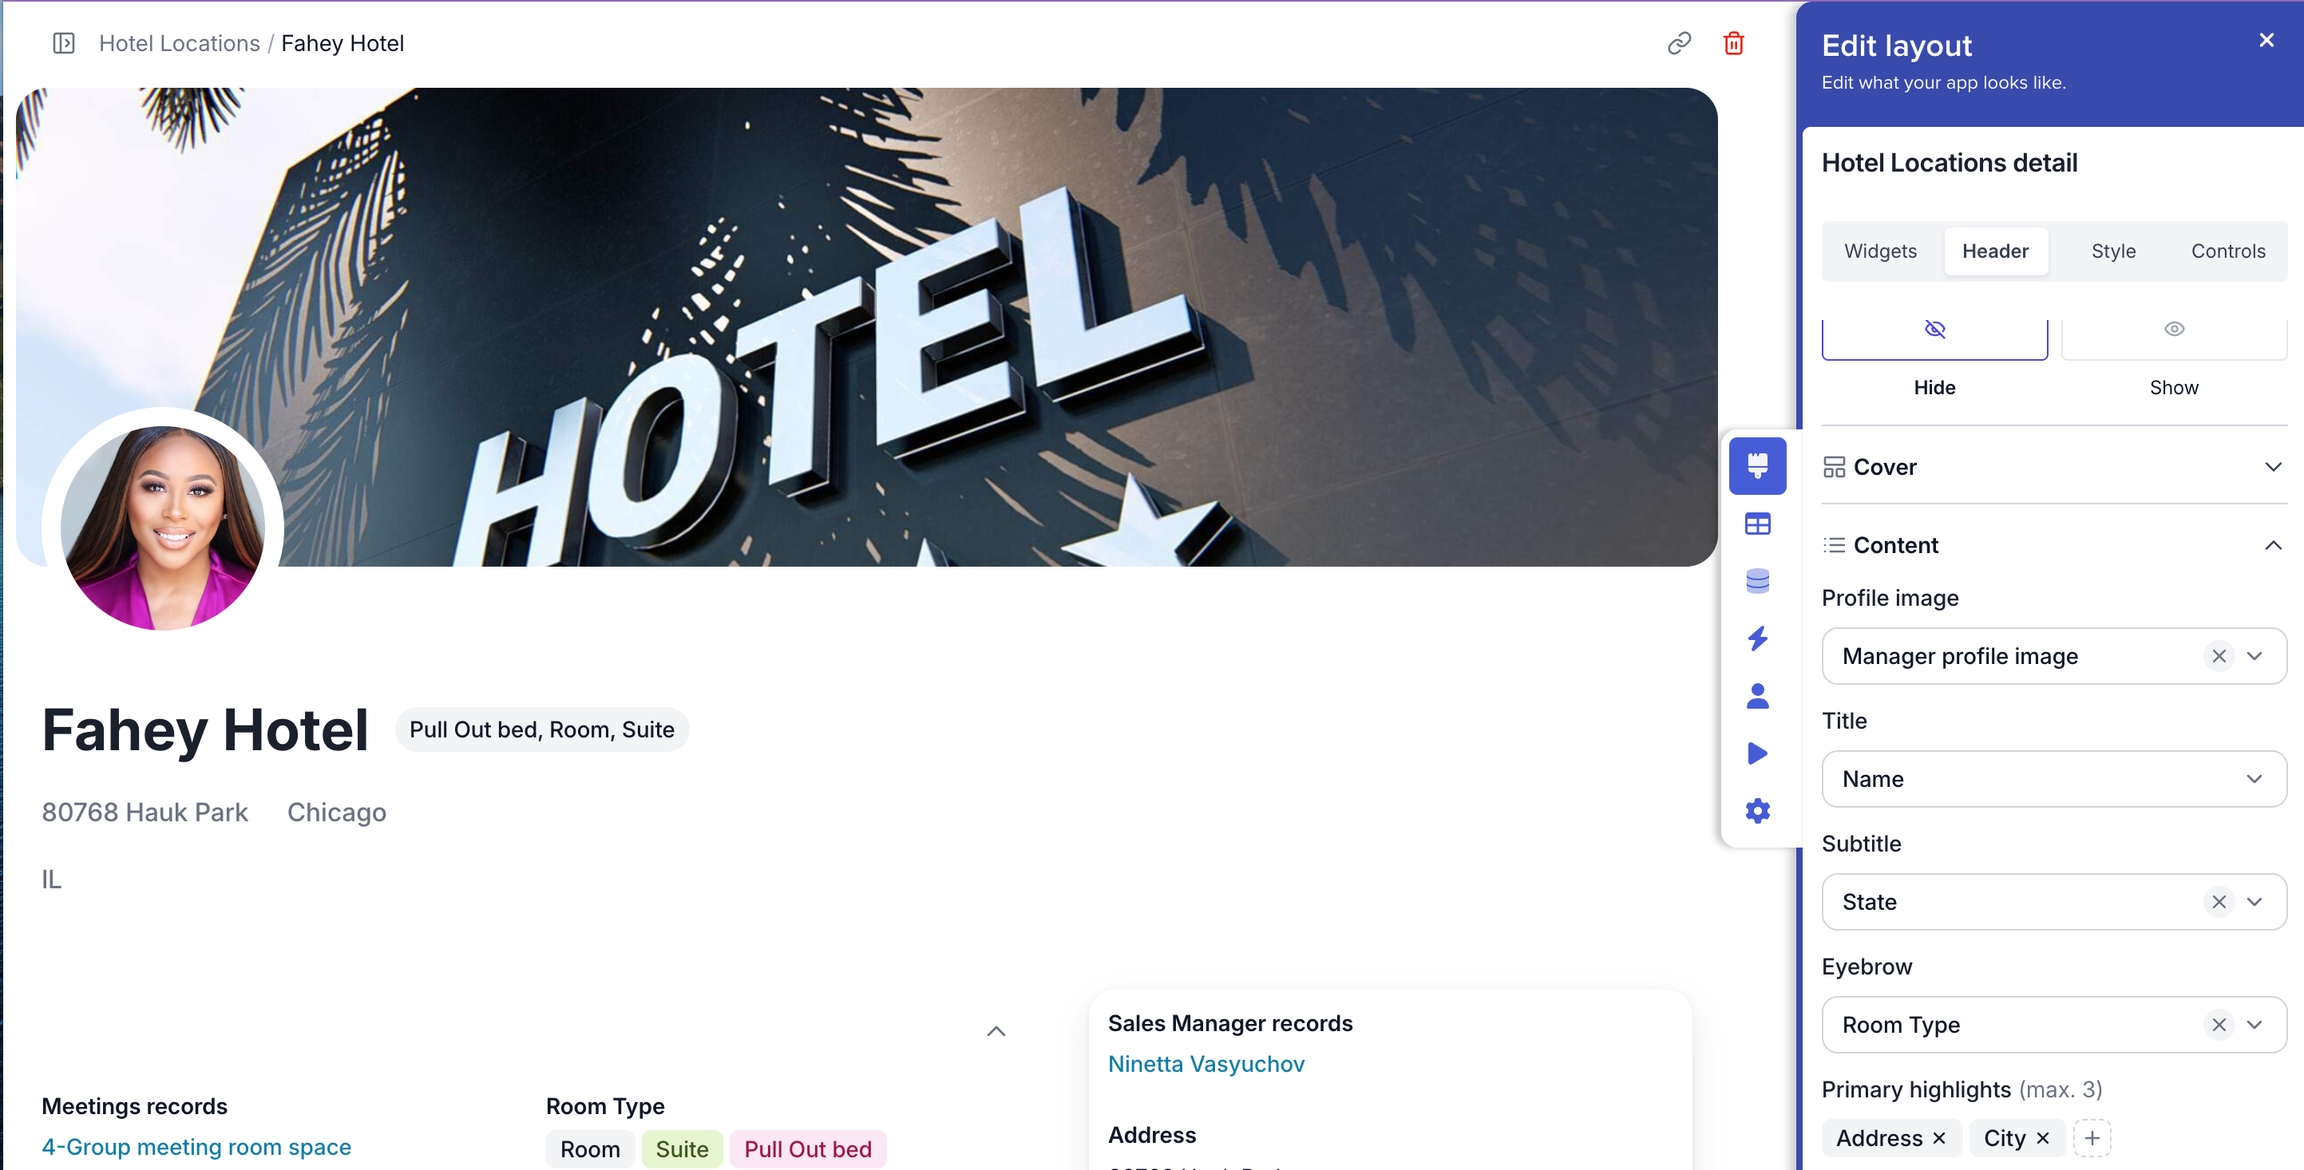 Hotel Locations / Fahey Hotel
HOTEL
Fahey Hotel
Pull Out bed, Room, Suite
80768 Hauk Park Chicago
IL
Meetings records
4-Group meeting room space
Room Type
Room Suite Pull Out bed
Sales Manager records
Ninetta Vasyuchov
Address
Edit layout
Edit what your app looks like.
Hotel Locations detail
Widgets Header Style Controls
Hide Show
Cover
Content
Profile image
Manager profile image
Title
Name
Subtitle
State
Eyebrow
Room Type
Primary highlights (max. 3)
Address City